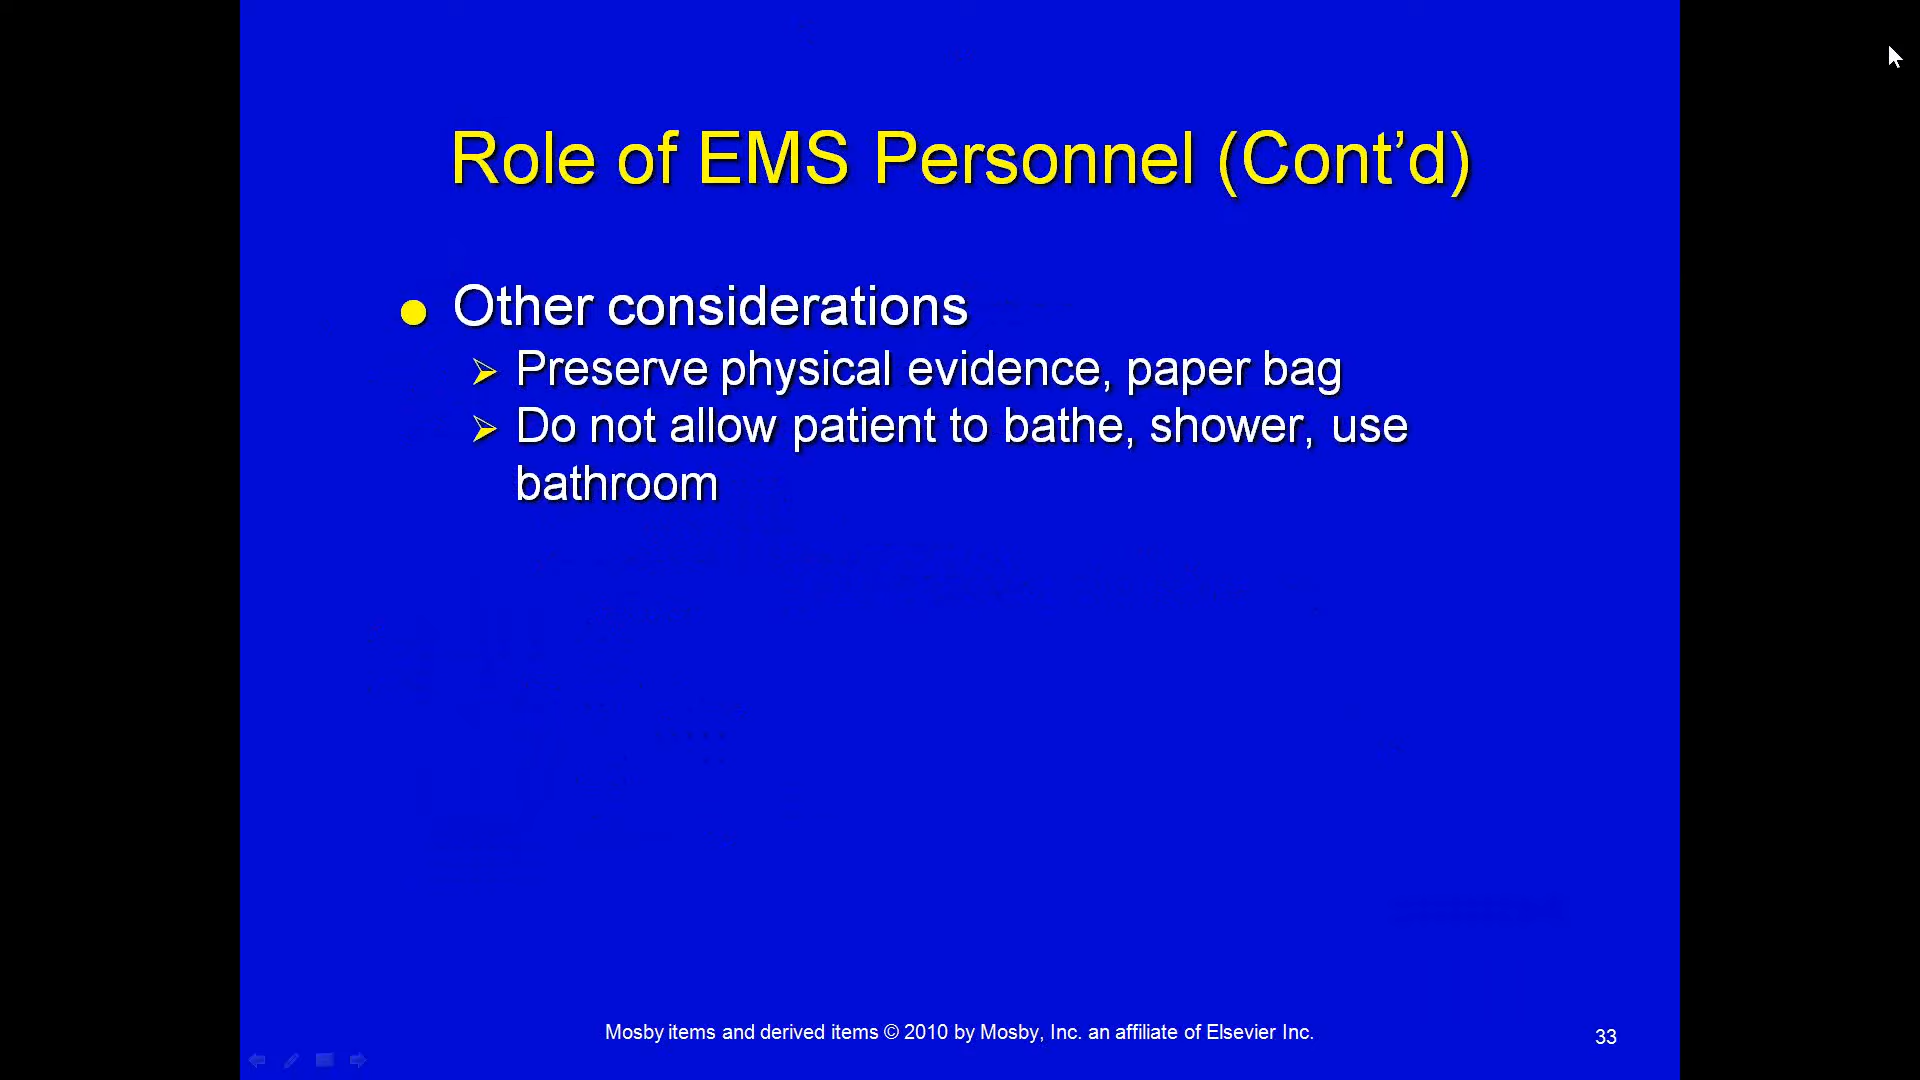 Role of EMS Personnel (Cont’d)
Other considerations
Preserve physical evidence, paper bag
Do not allow patient to bathe, shower, use
bathroom
Mosby items and derived items © 2010 by Mosby, Inc. an affiliate of Elsevier Inc.
33